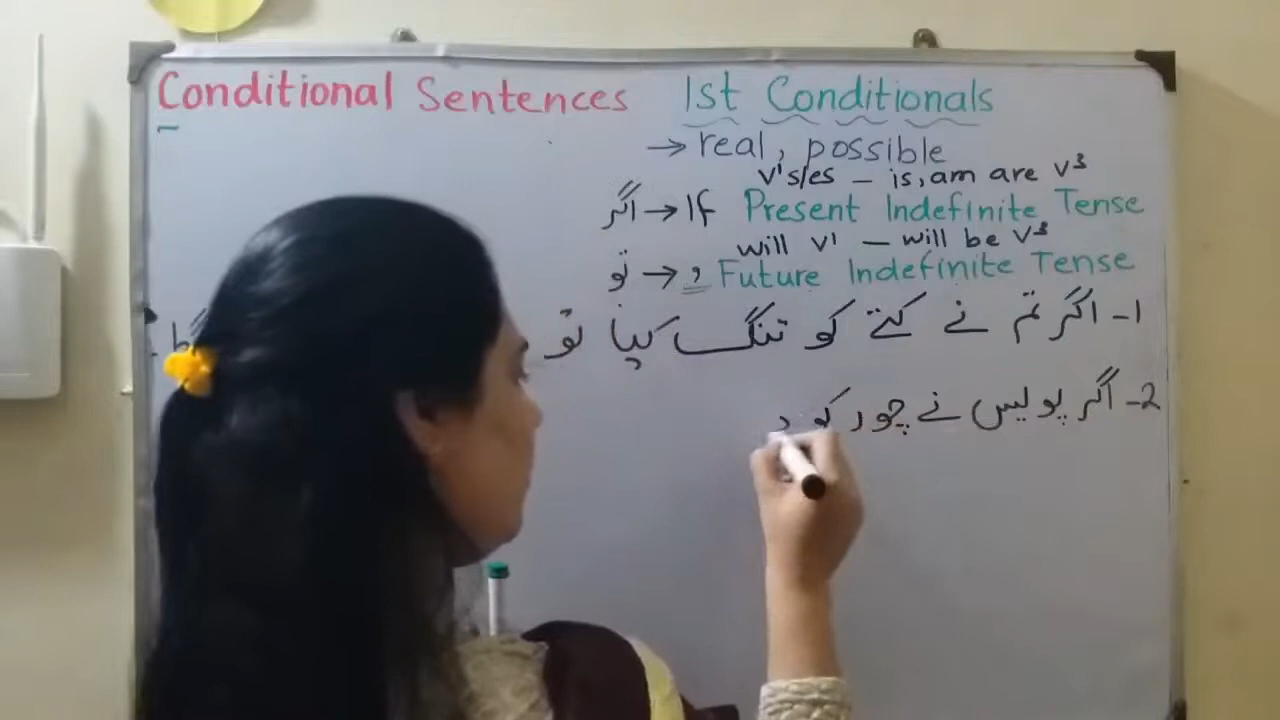 Conditional Sentences 1st Conditionals
→ real, possible
v¹s/es – is, am are v³
اگر → If Present Indefinite Tense
will v¹ – will be v³
تو → , Future Indefinite Tense
1- اگر تم نے کتے کو تنگ کیا تو
2- اگر پولیس نے چور کو